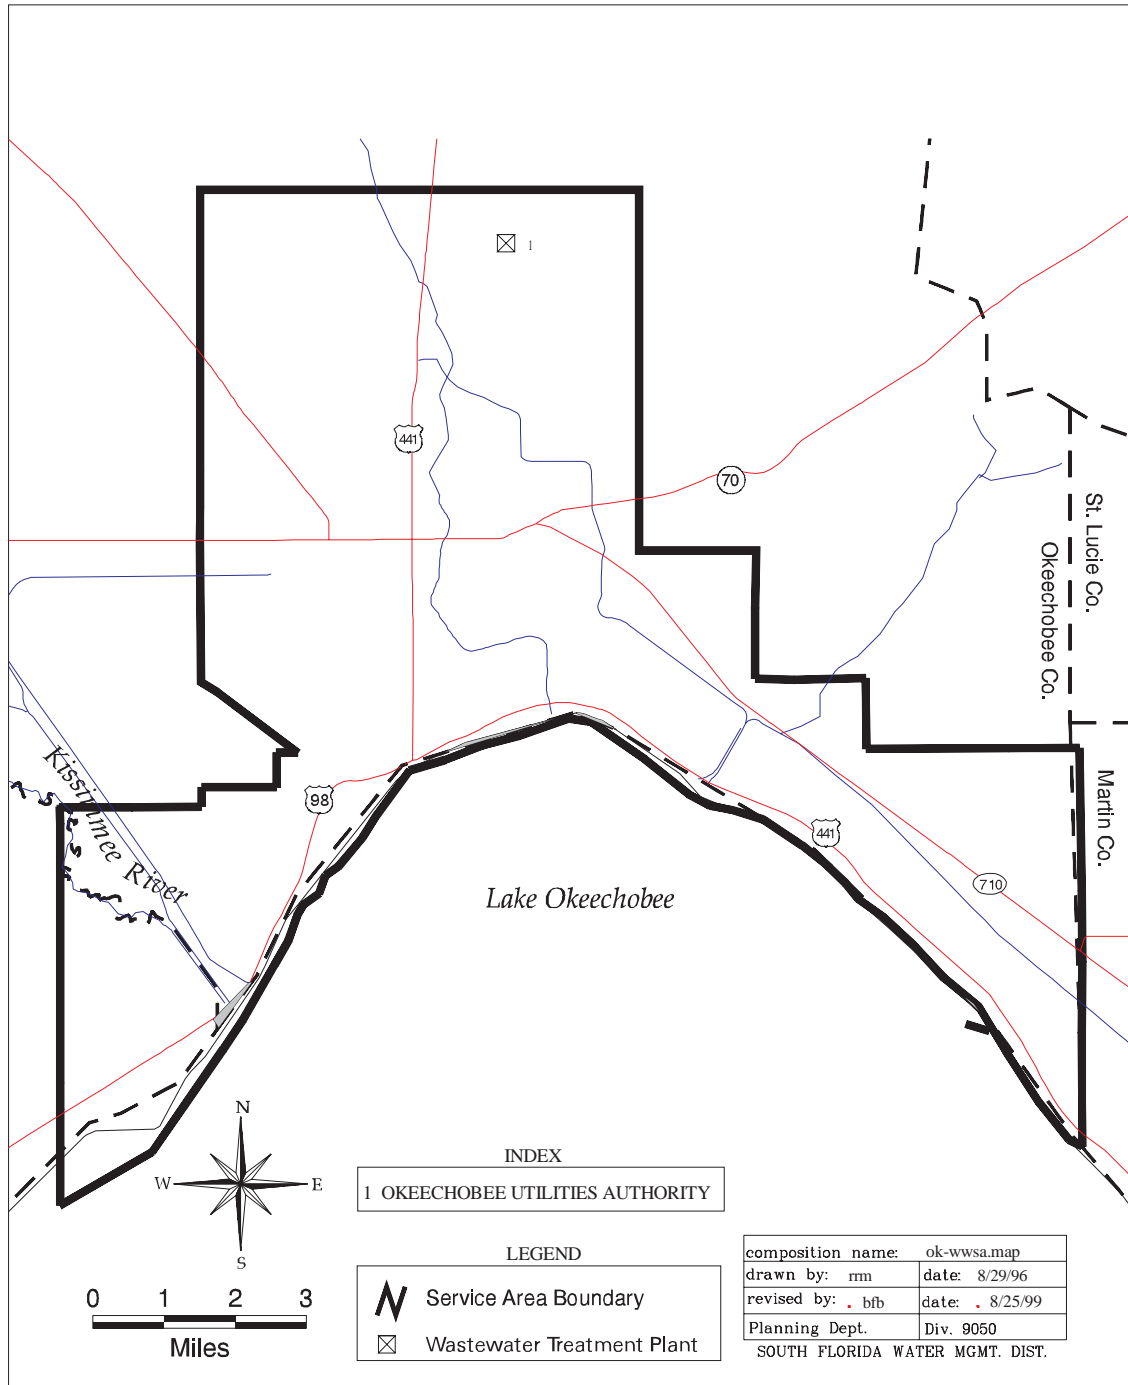 1
441
70
St. Lucie Co.
Okeechobee Co.
Kissimmee River
98
441
Martin Co.
710
Lake Okeechobee
N
W E
S
INDEX
1 OKEECHOBEE UTILITIES AUTHORITY
LEGEND
Service Area Boundary
Wastewater Treatment Plant
0 1 2 3
Miles
composition name: ok-wwsa.map
drawn by: rrm date: 8/29/96
revised by: . bfb date: . 8/25/99
Planning Dept. Div. 9050
SOUTH FLORIDA WATER MGMT. DIST.